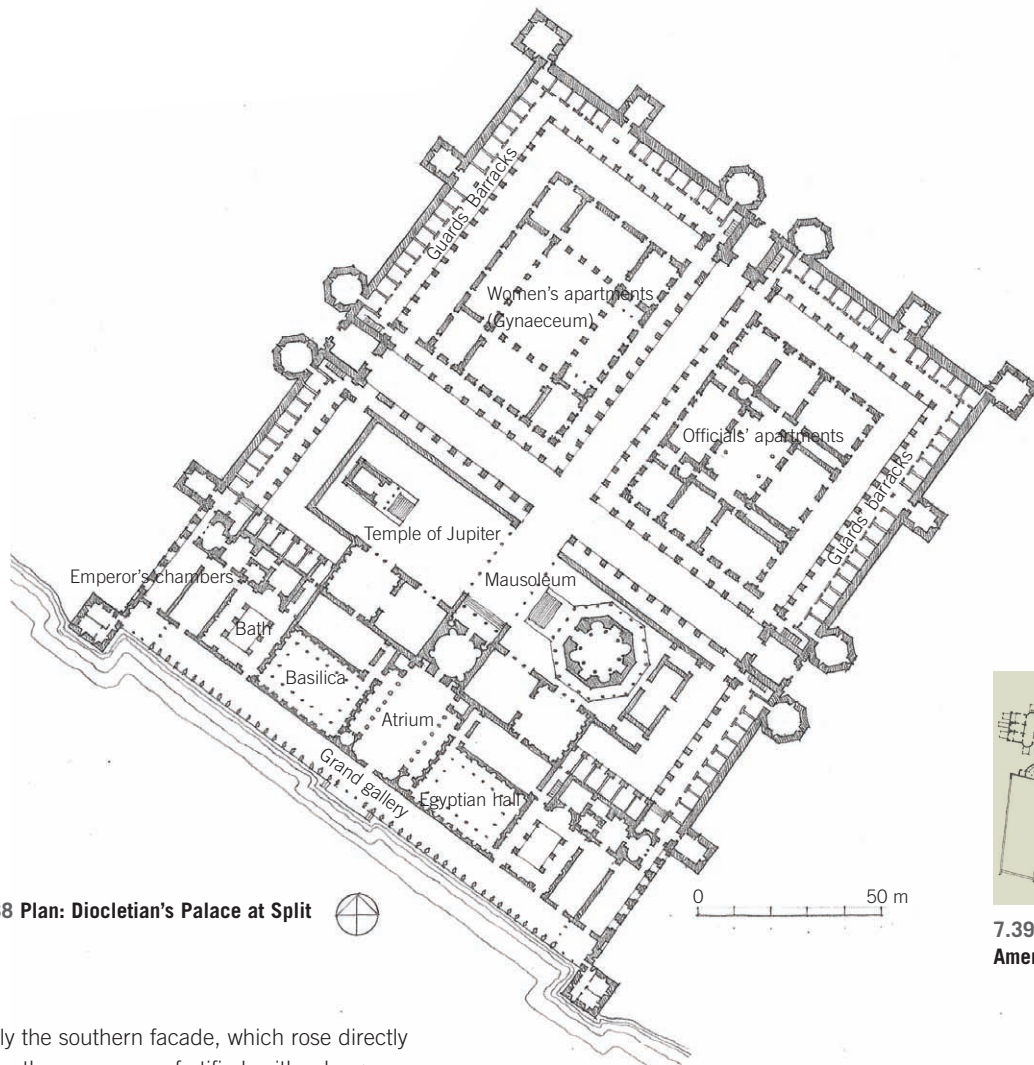 Guards' Barracks
Women's apartments
(Gynaeceum)
Officials' apartments
Guards' barracks
Temple of Jupiter
Mausoleum
Emperor's chambers
Bath
Basilica
Atrium
Grand gallery
Egyptian hall
0 50 m
8 Plan: Diocletian's Palace at Split
7.39
Amer
ly the southern facade, which rose directly